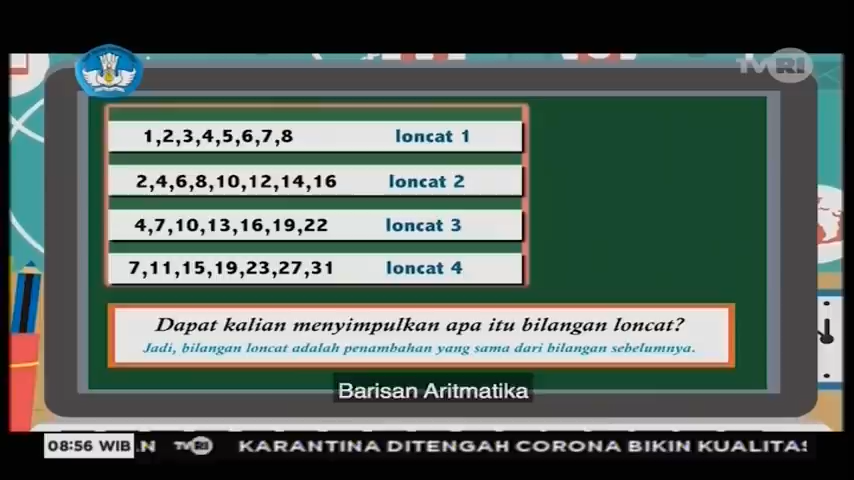 TVRI
1,2,3,4,5,6,7,8 loncat 1
2,4,6,8,10,12,14,16 loncat 2
4,7,10,13,16,19,22 loncat 3
7,11,15,19,23,27,31 loncat 4
Dapat kalian menyimpulkan apa itu bilangan loncat?
Jadi, bilangan loncat adalah penambahan yang sama dari bilangan sebelumnya.
Barisan Aritmatika
08:56 WIB .N TVRI KARANTINA DITENGAH CORONA BIKIN KUALITAS